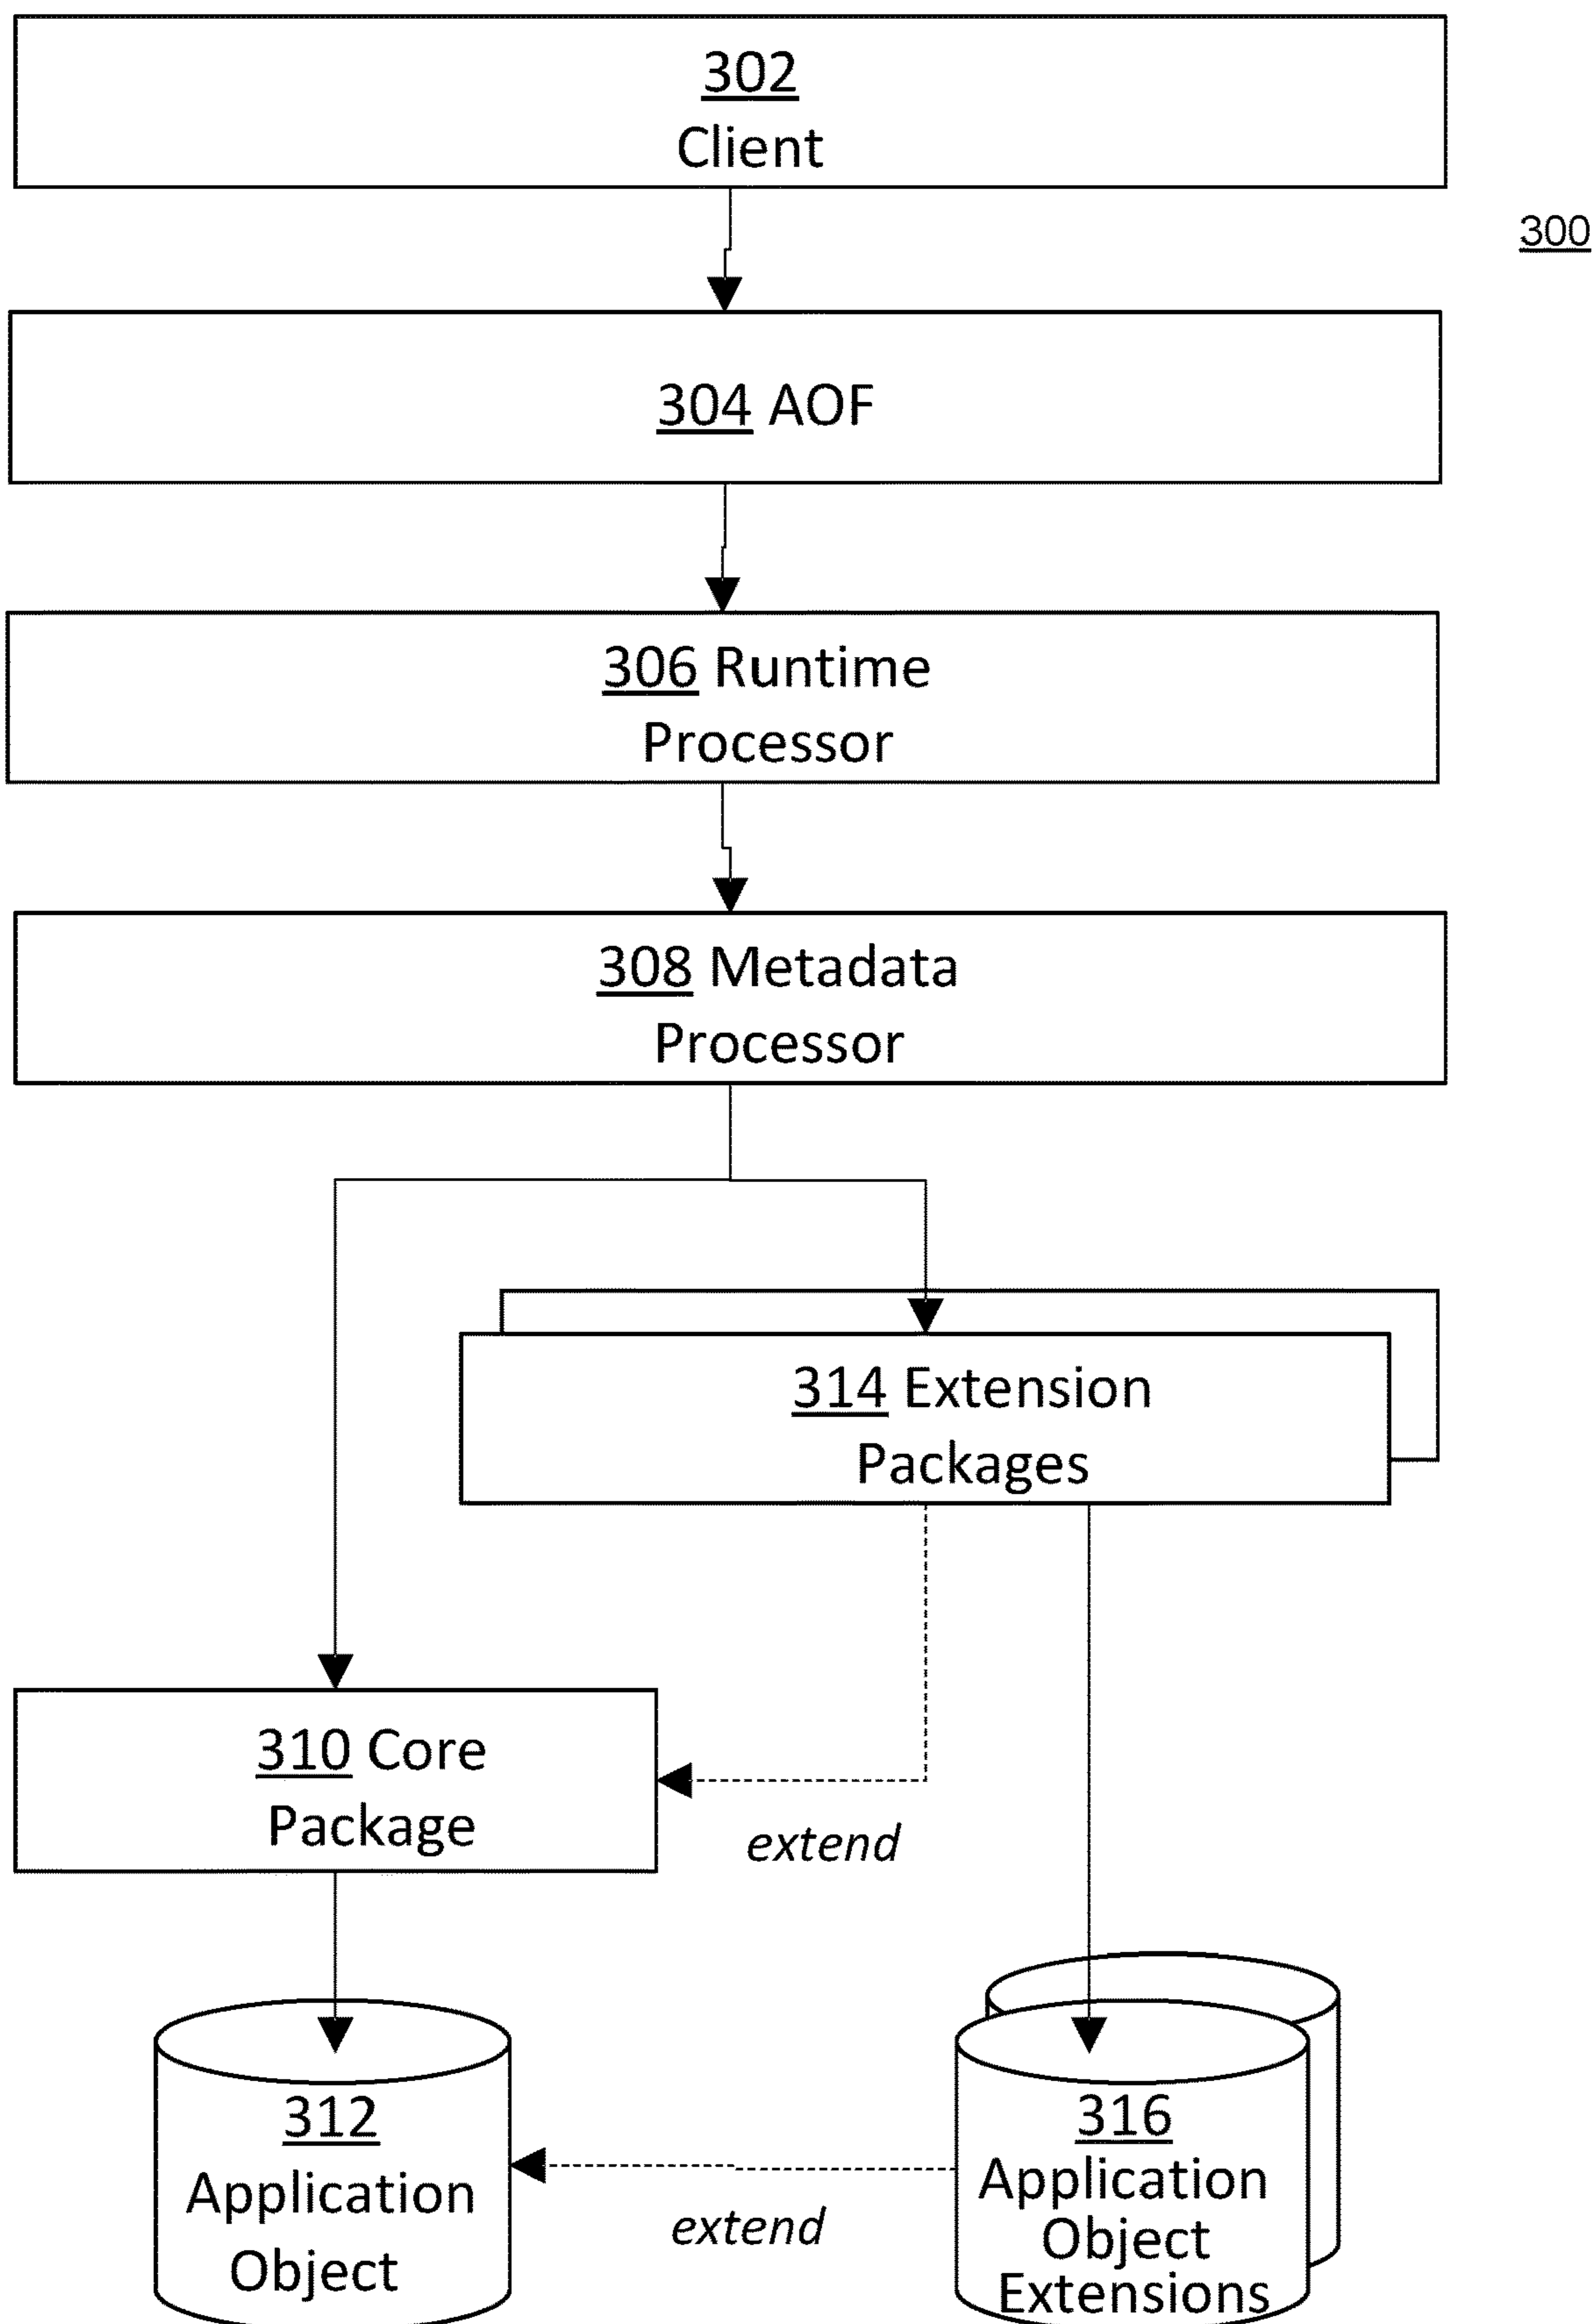 302
Client
300
304 AOF
306 Runtime
Processor
308 Metadata
Processor
314 Extension
Packages
310 Core
Package
extend
312
Application
Object
extend
316
Application
Object
Extensions